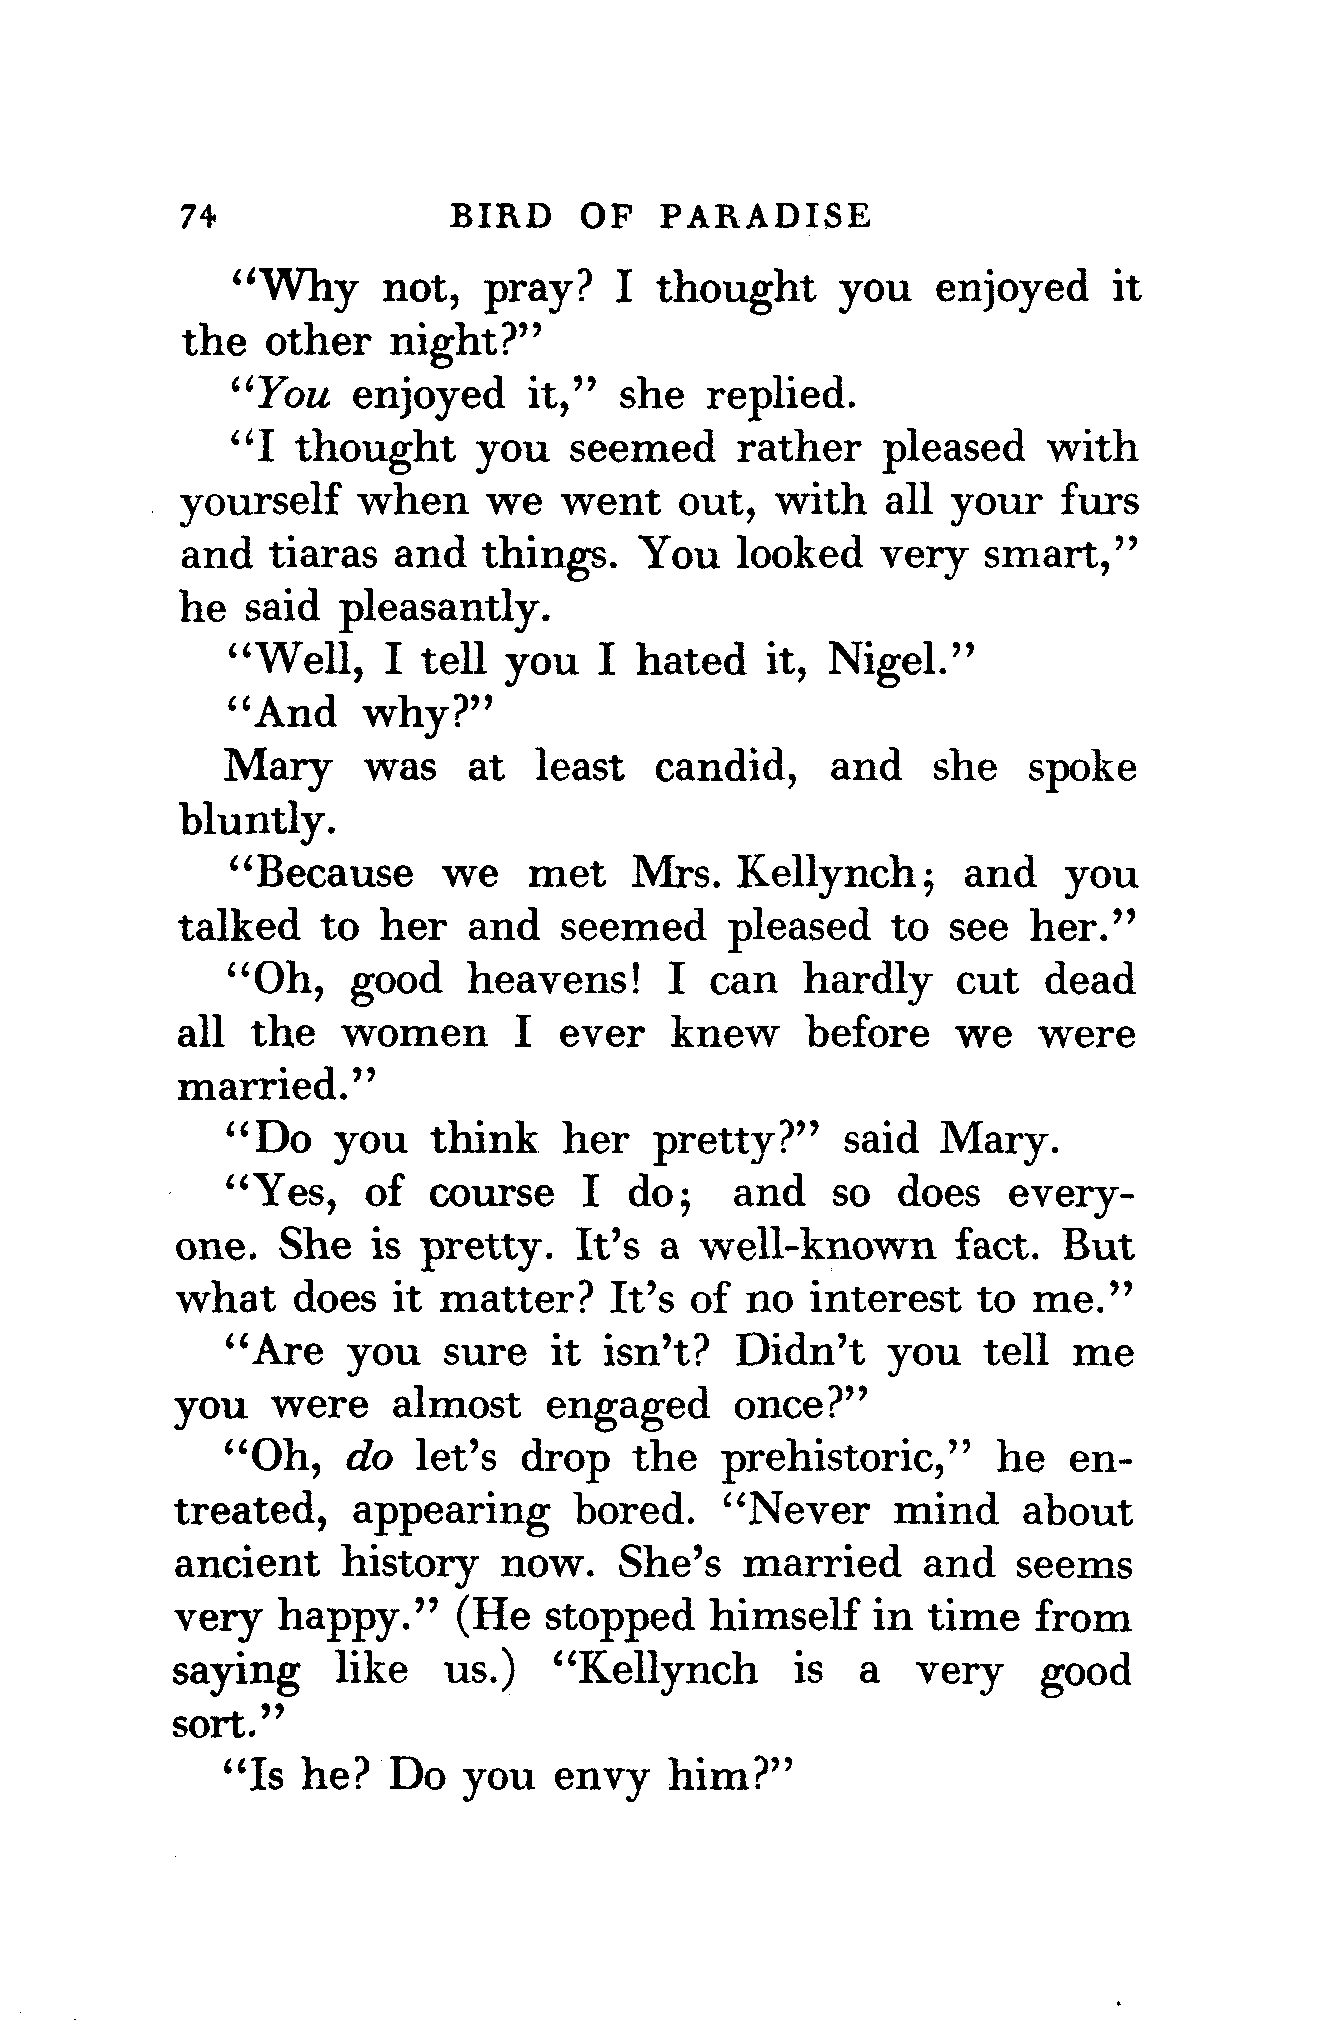 74 BIRD OF PARADISE
“Why not, pray? I thought you enjoyed it
the other night?”
“You enjoyed it,” she replied.
“I thought you seemed rather pleased with
yourself when we went out, with all your furs
and tiaras and things. You looked very smart,”
he said pleasantly.
“Well, I tell you I hated it, Nigel.”
“And why?”
Mary was at least candid, and she spoke
bluntly.
“Because we met Mrs. Kellynch; and you
talked to her and seemed pleased to see her.”
“Oh, good heavens! I can hardly cut dead
all the women I ever knew before we were
married.”
“Do you think her pretty?” said Mary.
“Yes, of course I do; and so does every-
one. She is pretty. It’s a well-known fact. But
what does it matter? It’s of no interest to me.”
“Are you sure it isn’t? Didn’t you tell me
you were almost engaged once?”
“Oh, do let’s drop the prehistoric,” he en-
treated, appearing bored. “Never mind about
ancient history now. She’s married and seems
very happy.” (He stopped himself in time from
saying like us.) “Kellynch is a very good
sort.”
“Is he? Do you envy him?”